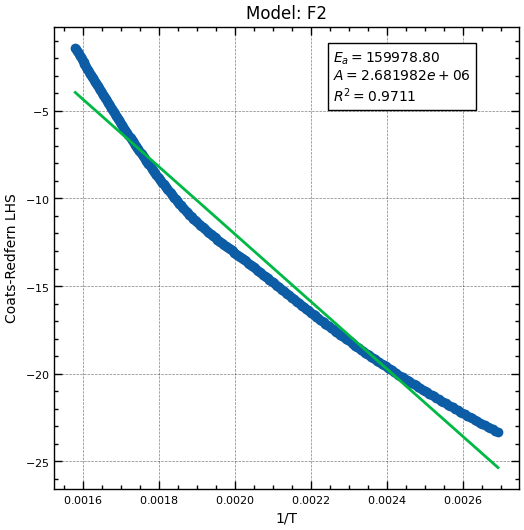 Model: F2
E_a = 159978.80
A = 2.681982e + 06
R^2 = 0.9711
Coats-Redfern LHS
−5
−10
−15
−20
−25
0.0016 0.0018 0.0020 0.0022 0.0024 0.0026
1/T